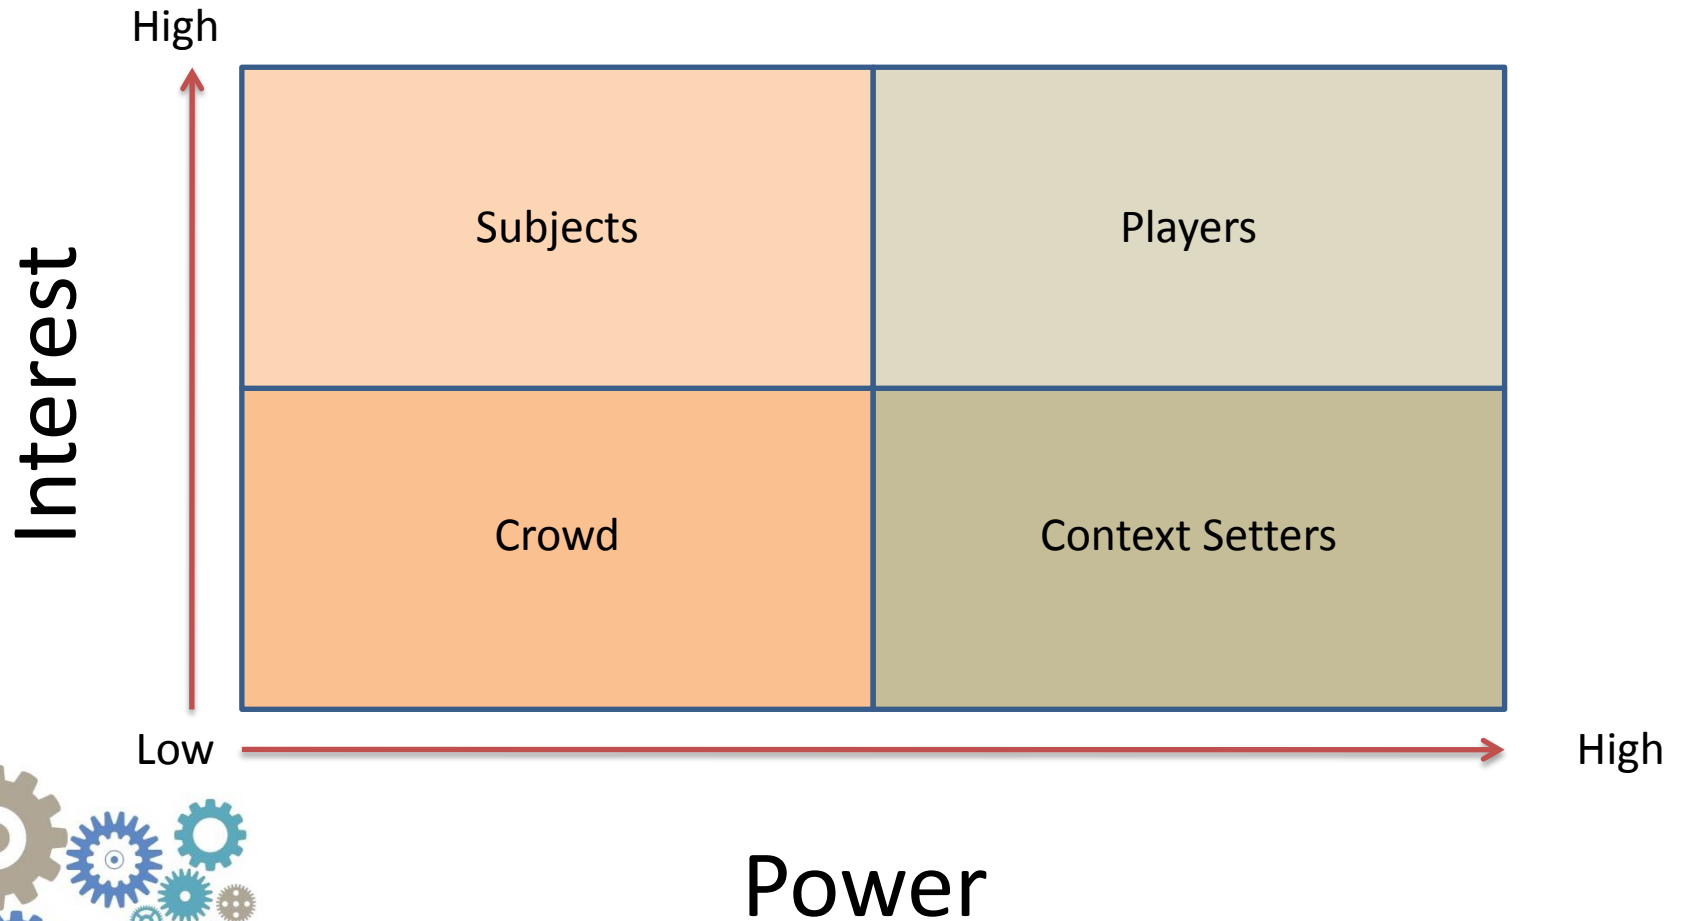 High
Subjects
Players
Interest
Crowd
Context Setters
Low
High
Power